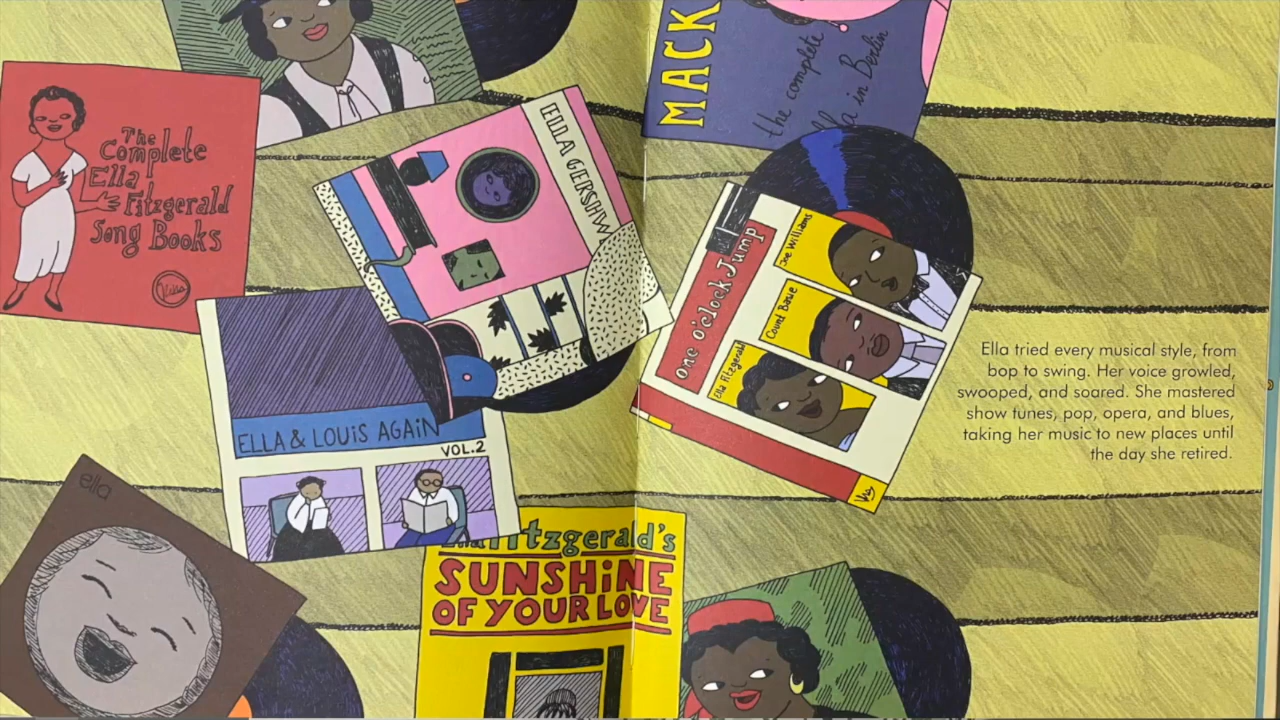 MACK
the complete
in Berlin
The
Complete
Ella
Fitzgerald
Song Books
Verve
ELLA GERSHW
One O'clock Jump
Joe Williams
Count Basie
Ella Fitzgerald
ELLA & LOUIS AGAIN
VOL.2
Ella tried every musical style, from
bop to swing. Her voice growled,
swooped, and soared. She mastered
show tunes, pop, opera, and blues,
taking her music to new places until
the day she retired.
ella
Fitzgerald's
SUNSHINE
OF YOUR LOVE